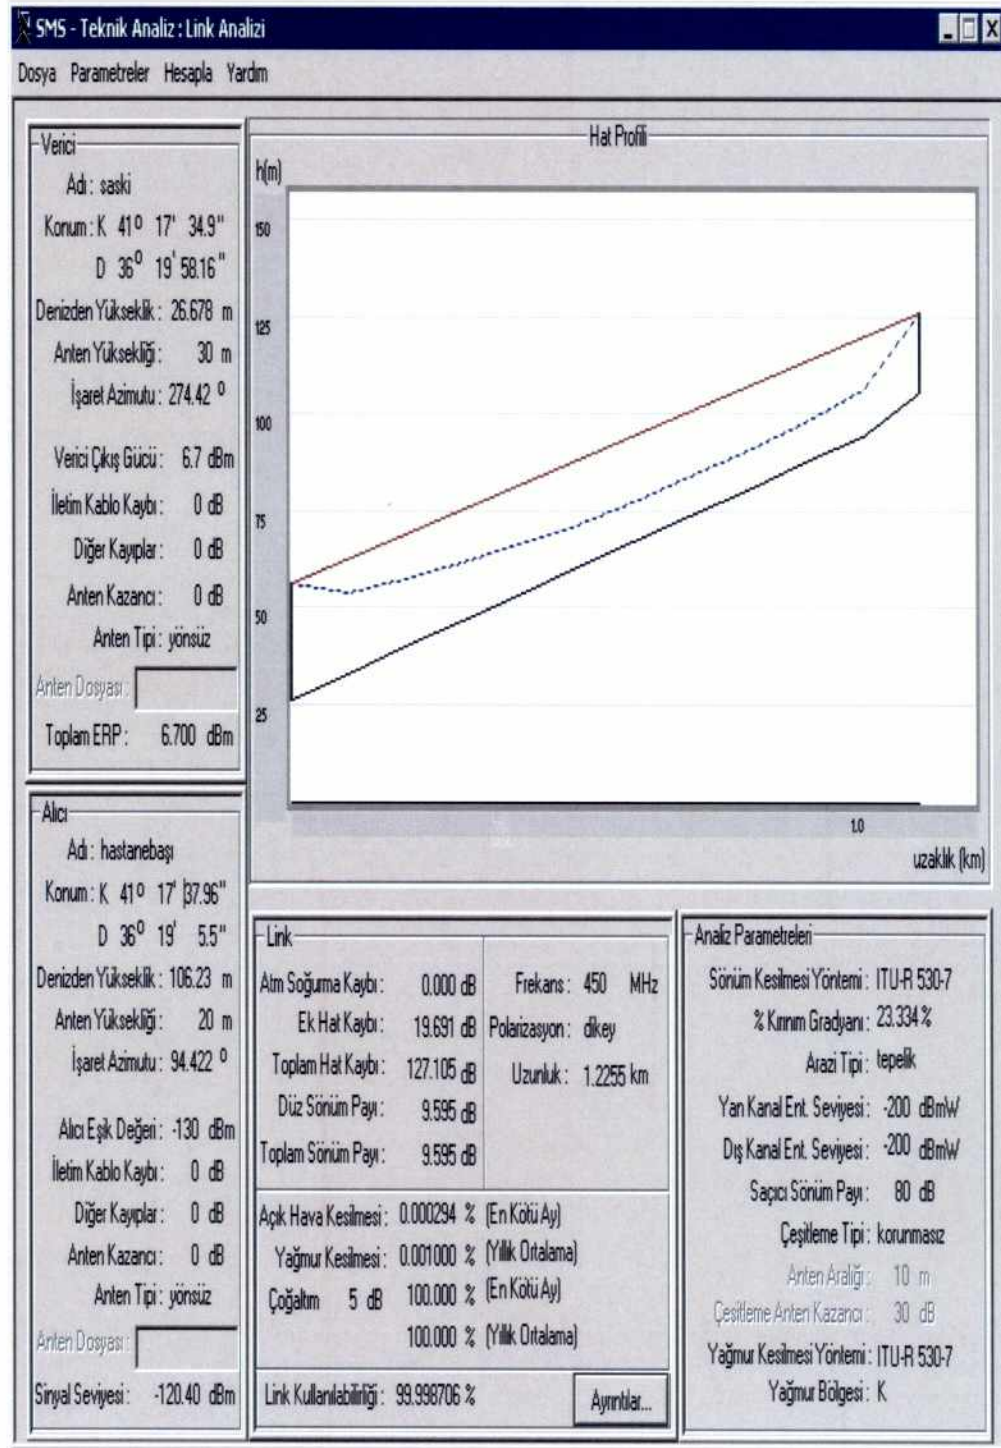 SMS - Teknik Analiz : Link Analizi
Dosya Parametreler Hesapla Yardım
Verici
Adı : saski
Konum : K 41º 17' 34.9"
D 36º 19' 58.16"
Denizden Yükseklik : 26.678 m
Anten Yüksekliği : 30 m
İşaret Azimutu : 274.42 º
Verici Çıkış Gücü : 6.7 dBm
İletim Kablo Kaybı : 0 dB
Diğer Kayıplar : 0 dB
Anten Kazancı : 0 dB
Anten Tipi : yönsüz
Anten Dosyası :
Toplam ERP : 6.700 dBm
Hat Profili
h(m)
150
125
100
75
50
25
1.0
uzaklık (km)
Alıcı
Adı : hastanebaşı
Konum : K 41º 17' 37.96"
D 36º 19' 5.5"
Denizden Yükseklik : 106.23 m
Anten Yüksekliği : 20 m
İşaret Azimutu : 94.422 º
Alıcı Eşik Değeri : -130 dBm
İletim Kablo Kaybı : 0 dB
Diğer Kayıplar : 0 dB
Anten Kazancı : 0 dB
Anten Tipi : yönsüz
Anten Dosyası :
Sinyal Seviyesi : -120.40 dBm
Link
Atm Soğurma Kaybı : 0.000 dB
Ek Hat Kaybı : 19.691 dB
Toplam Hat Kaybı : 127.105 dB
Düz Sönüm Payı : 9.595 dB
Toplam Sönüm Payı : 9.595 dB
Frekans : 450 MHz
Polarizasyon : dikey
Uzunluk : 1.2255 km
Açık Hava Kesilmesi : 0.000294 % (En Kötü Ay)
Yağmur Kesilmesi : 0.001000 % (Yıllık Ortalama)
Çoğaltım 5 dB 100.000 % (En Kötü Ay)
100.000 % (Yıllık Ortalama)
Link Kullanılabilirliği : 99.998706 %
Ayrıntılar...
Analiz Parametreleri
Sönüm Kesilmesi Yöntemi : ITU-R 530-7
% Kırınım Gradyanı : 23.334 %
Arazi Tipi : tepelik
Yan Kanal Ent. Seviyesi : -200 dBmW
Dış Kanal Ent. Seviyesi : -200 dBmW
Saçıcı Sönüm Payı : 80 dB
Çeşitleme Tipi : korunmasız
Anten Aralığı : 10 m
Çeşitleme Anten Kazancı : 30 dB
Yağmur Kesilmesi Yöntemi : ITU-R 530-7
Yağmur Bölgesi : K